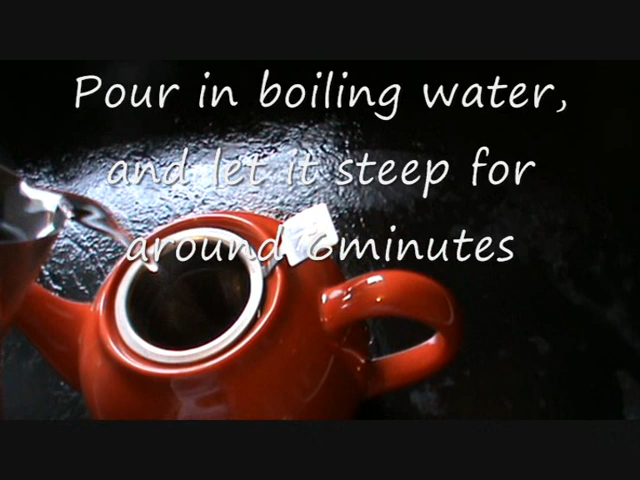 Pour in boiling water,
and let it steep for
around 6minutes